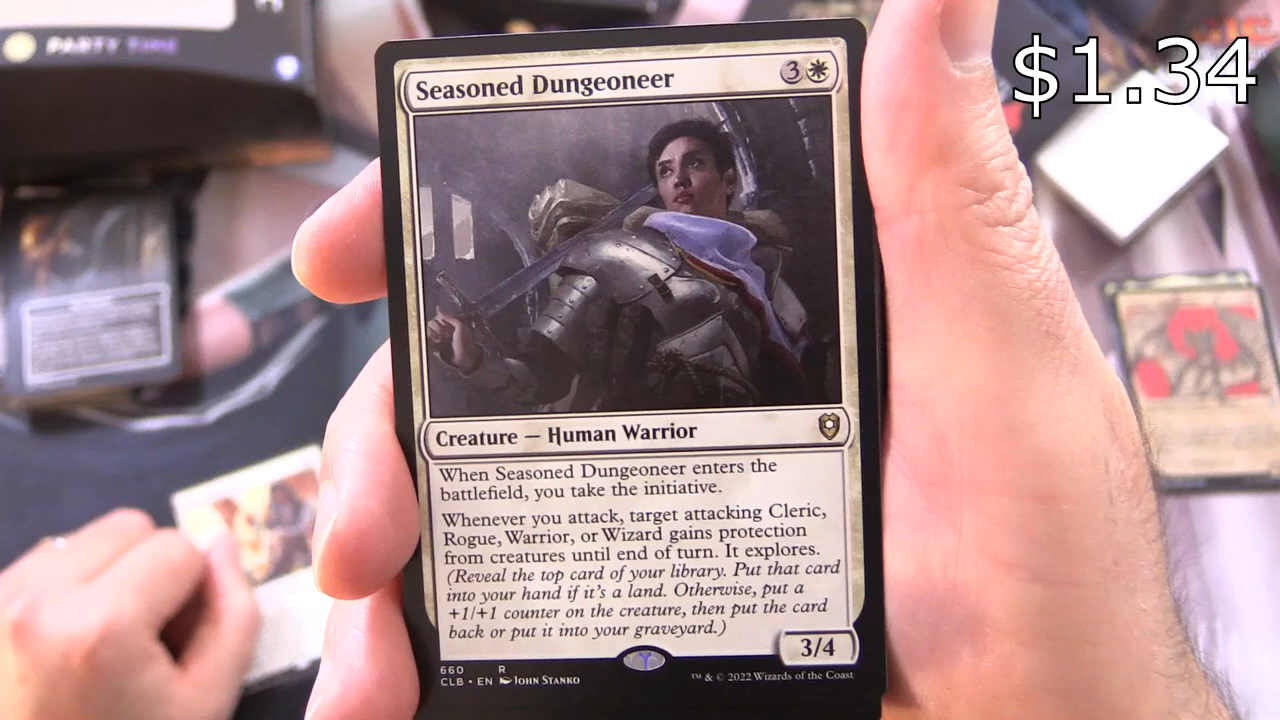 PARTY TIME
$1.34
Seasoned Dungeoneer 3
Creature — Human Warrior
When Seasoned Dungeoneer enters the
battlefield, you take the initiative.
Whenever you attack, target attacking Cleric,
Rogue, Warrior, or Wizard gains protection
from creatures until end of turn. It explores.
(Reveal the top card of your library. Put that card
into your hand if it's a land. Otherwise, put a
+1/+1 counter on the creature, then put the card
back or put it into your graveyard.)
3/4
660 R
CLB • EN John Stanko
™ & © 2022 Wizards of the Coast